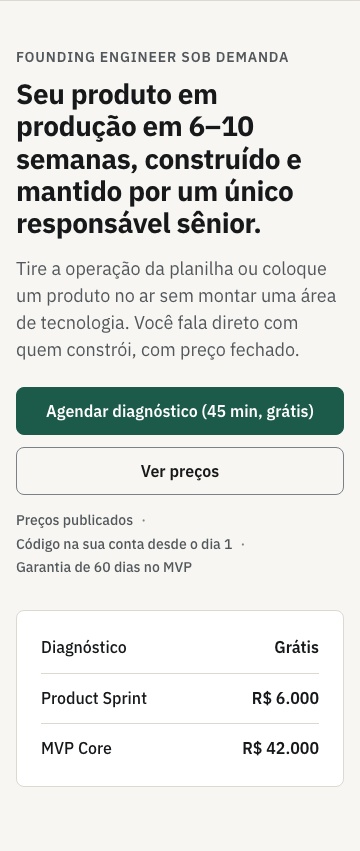 FOUNDING ENGINEER SOB DEMANDA
Seu produto em
produção em 6–10
semanas, construído e
mantido por um único
responsável sênior.
Tire a operação da planilha ou coloque
um produto no ar sem montar uma área
de tecnologia. Você fala direto com
quem constrói, com preço fechado.
Agendar diagnóstico (45 min, grátis)
Ver preços
Preços publicados ·
Código na sua conta desde o dia 1 ·
Garantia de 60 dias no MVP
Diagnóstico Grátis
Product Sprint R$ 6.000
MVP Core R$ 42.000